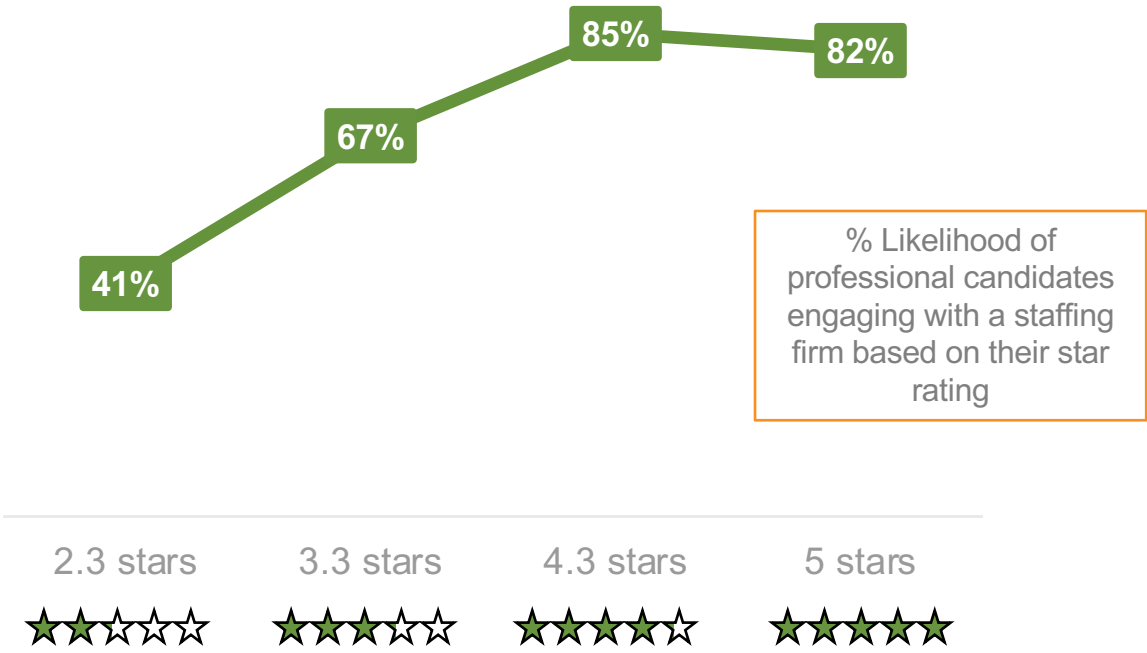 85%
82%
67%
41%
% Likelihood of
professional candidates
engaging with a staffing
firm based on their star
rating
2.3 stars
3.3 stars
4.3 stars
5 stars